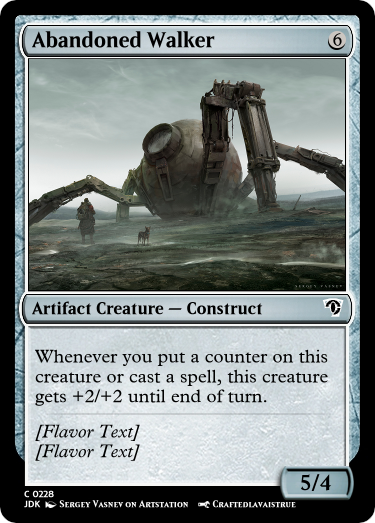 Abandoned Walker 6
SERGEY VASNEV
Artifact Creature — Construct
Whenever you put a counter on this
creature or cast a spell, this creature
gets +2/+2 until end of turn.
[Flavor Text]
[Flavor Text]
5/4
C 0228
JDK Sergey Vasnev on Artstation Craftedlavaistrue